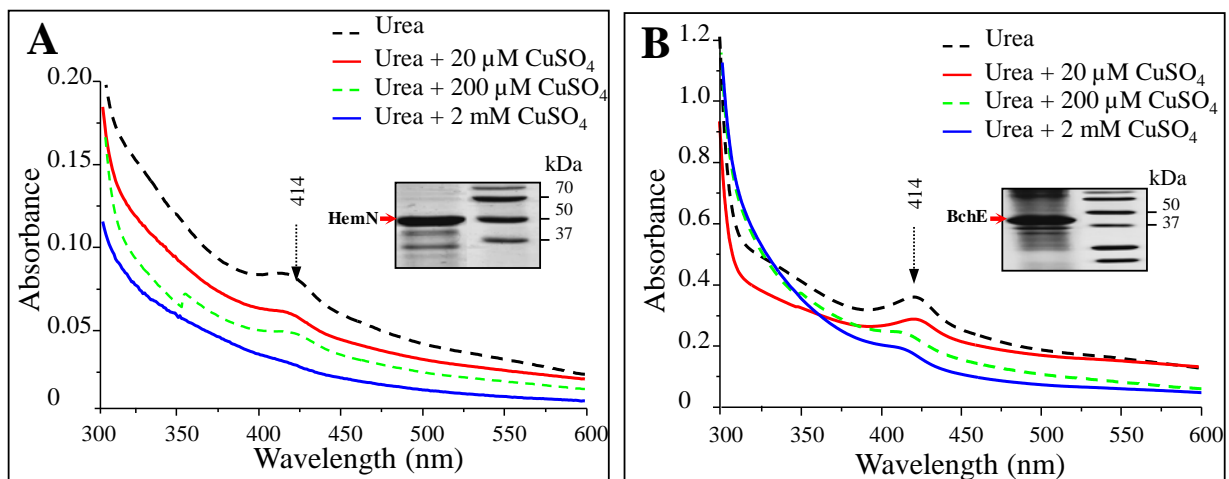 A
Urea
Urea + 20 µM CuSO4
Urea + 200 µM CuSO4
Urea + 2 mM CuSO4
0.20
0.15
0.10
0.05
0
Absorbance
414
HemN
kDa
70
50
37
300 350 400 450 500 550 600
Wavelength (nm)
B
Urea
Urea + 20 µM CuSO4
Urea + 200 µM CuSO4
Urea + 2 mM CuSO4
1.2
1.0
0.8
0.6
0.4
0.2
0
Absorbance
414
BchE
kDa
50
37
300 350 400 450 500 550 600
Wavelength (nm)